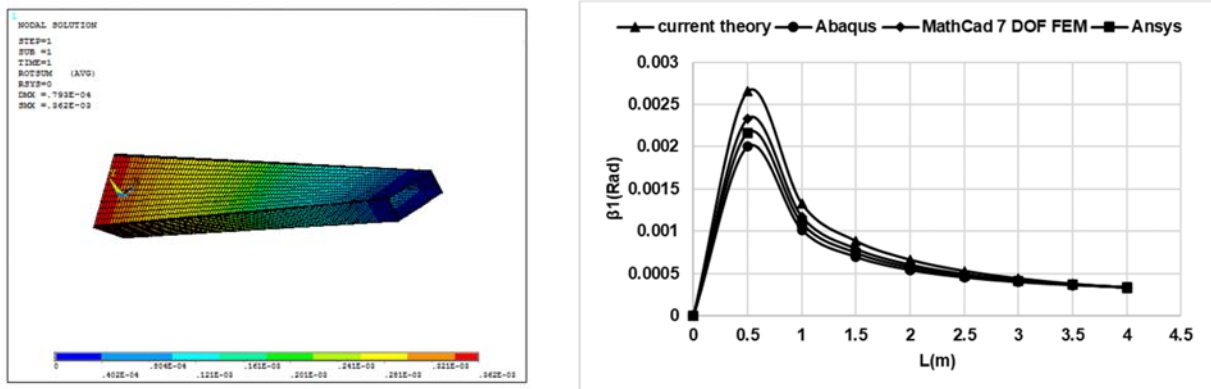 1
NODAL SOLUTION
STEP=1
SUB =1
TIME=1
ROTSUM (AVG)
RSYS=0
DMX =.793E-04
SMX =.362E-03
0 .804E-04 .161E-03 .241E-03 .321E-03
.402E-04 .121E-03 .201E-03 .281E-03 .362E-03
current theory Abaqus MathCad 7 DOF FEM Ansys
0.003
0.0025
0.002
0.0015
0.001
0.0005
0
β1(Rad)
0 0.5 1 1.5 2 2.5 3 3.5 4 4.5
L(m)